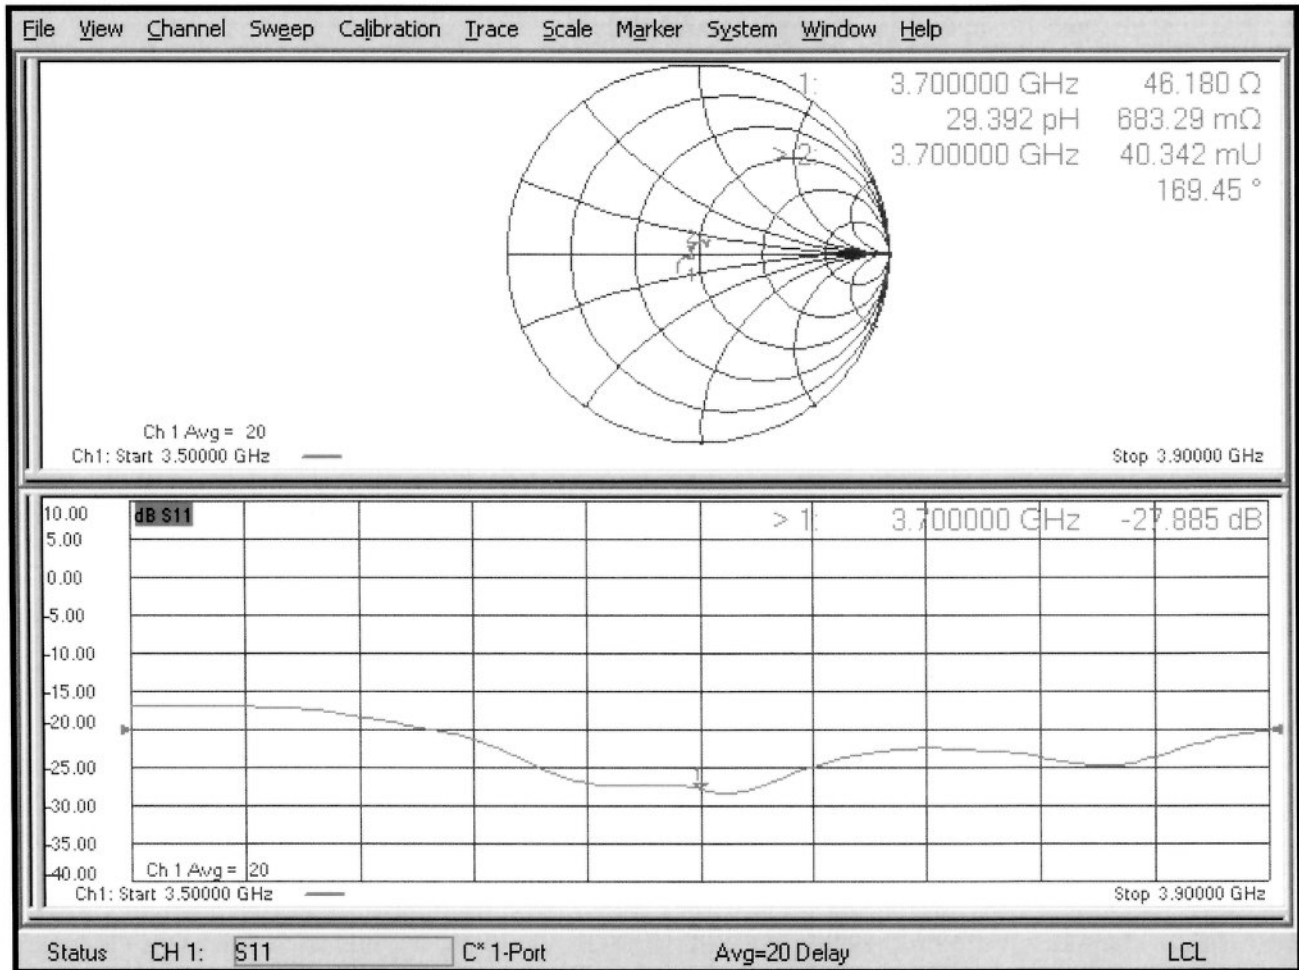 File View Channel Sweep Calibration Trace Scale Marker System Window Help
1: 3.700000 GHz 46.180 Ω
29.392 pH 683.29 mΩ
> 2: 3.700000 GHz 40.342 mU
169.45 °
2
1
Ch 1 Avg = 20
Ch1: Start 3.50000 GHz Stop 3.90000 GHz
10.00 dB S11 > 1: 3.700000 GHz -27.885 dB
5.00
0.00
-5.00
-10.00
-15.00
-20.00
-25.00
1
-30.00
-35.00
-40.00 Ch 1 Avg = 20
Ch1: Start 3.50000 GHz Stop 3.90000 GHz
Status CH 1: S11 C* 1-Port Avg=20 Delay LCL